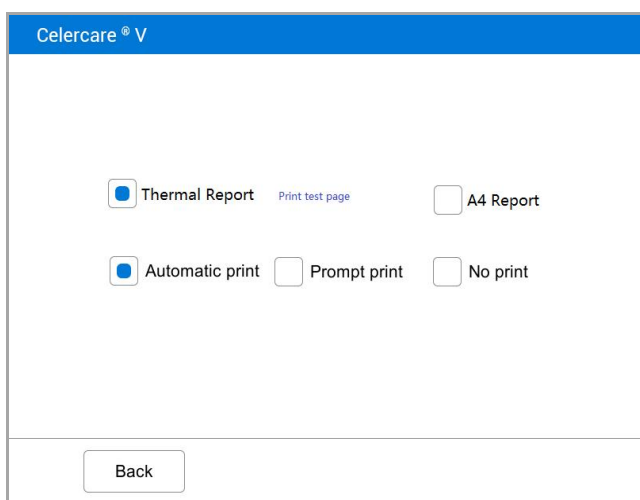 Celercare ® V
Thermal Report Print test page A4 Report
Automatic print Prompt print No print
Back